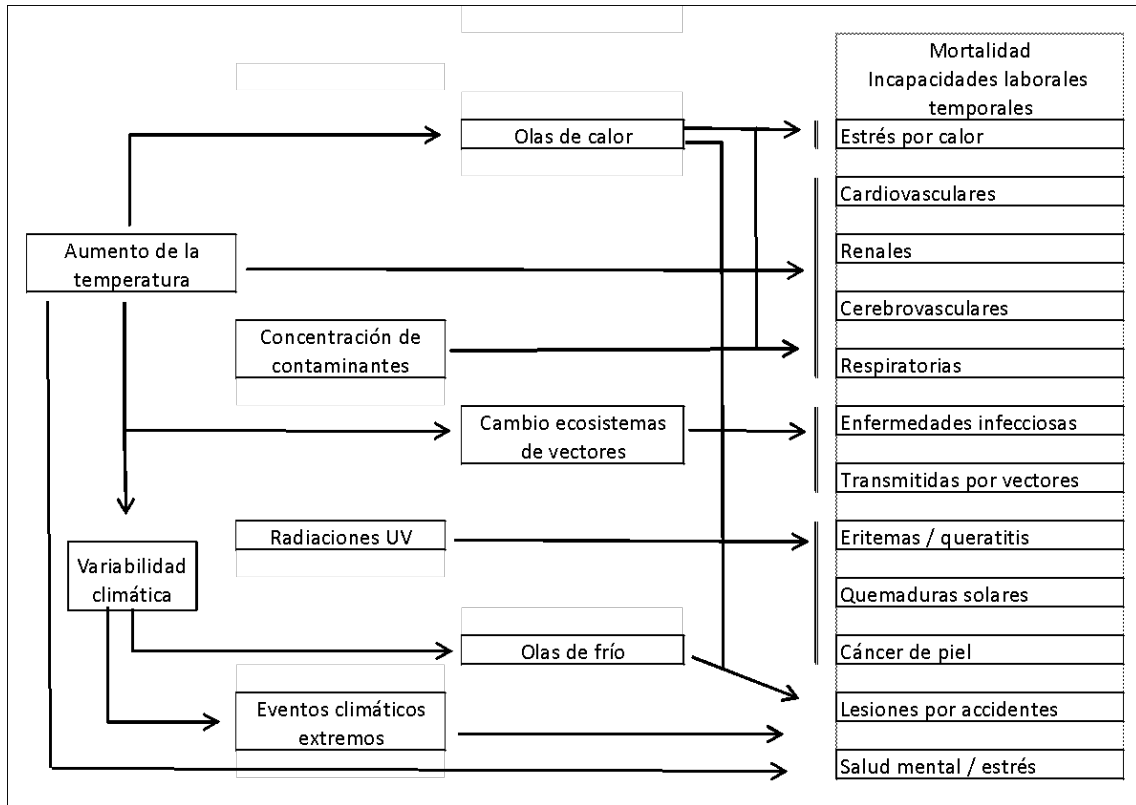 Mortalidad
Incapacidades laborales
temporales
Olas de calor
Estrés por calor
Cardiovasculares
Aumento de la
temperatura
Renales
Cerebrovasculares
Concentración de
contaminantes
Respiratorias
Cambio ecosistemas
de vectores
Enfermedades infecciosas
Transmitidas por vectores
Radiaciones UV
Eritemas / queratitis
Variabilidad
climática
Quemaduras solares
Olas de frío
Cáncer de piel
Eventos climáticos
extremos
Lesiones por accidentes
Salud mental / estrés